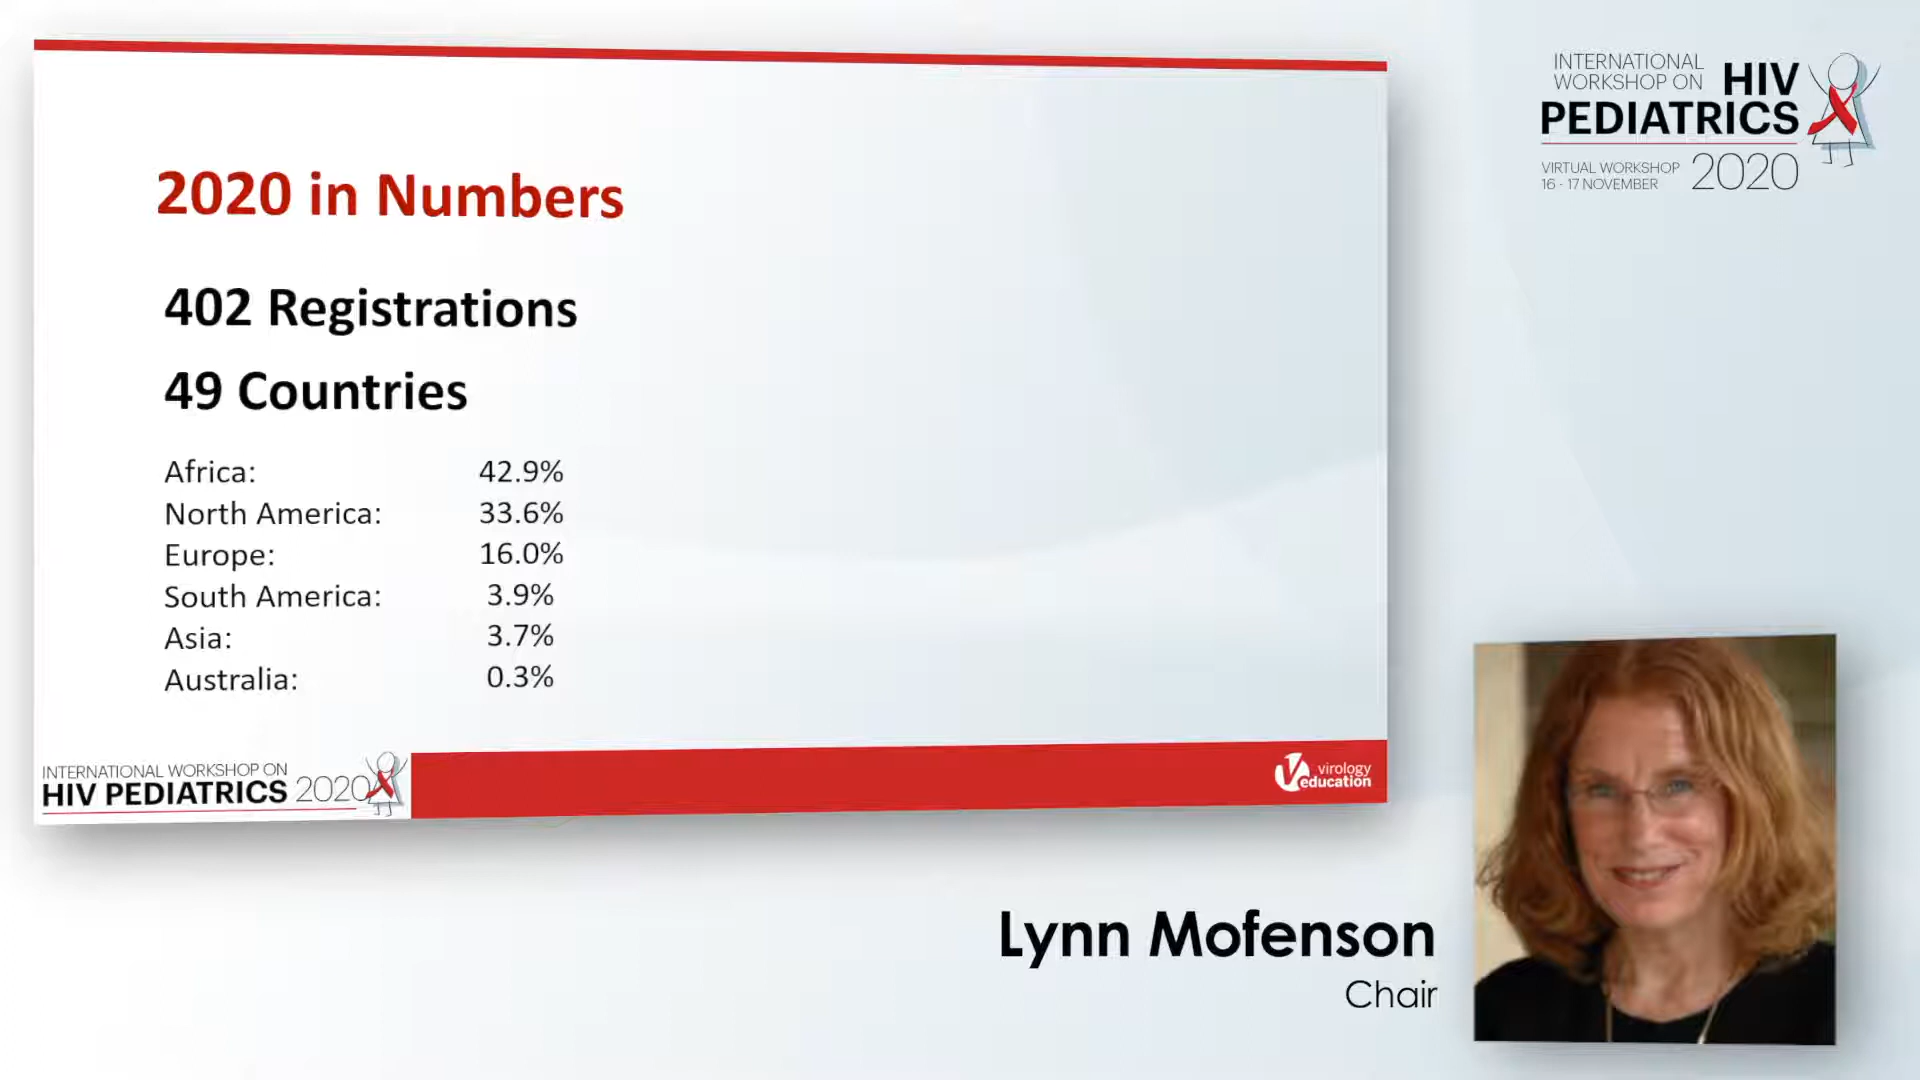 2020 in Numbers
402 Registrations
49 Countries
Africa: 42.9%
North America: 33.6%
Europe: 16.0%
South America: 3.9%
Asia: 3.7%
Australia: 0.3%
INTERNATIONAL WORKSHOP ON
HIV PEDIATRICS 2020
virology
education
INTERNATIONAL
WORKSHOP ON HIV
PEDIATRICS
VIRTUAL WORKSHOP
16 - 17 NOVEMBER 2020
Lynn Mofenson
Chair